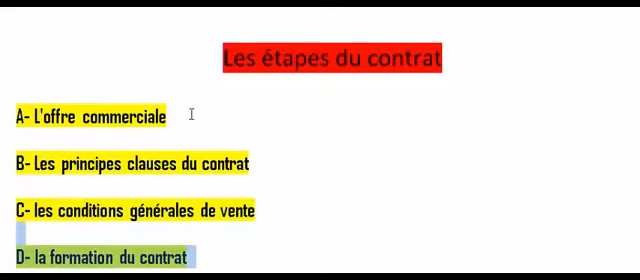 Les étapes du contrat
A- L'offre commerciale
B- Les principes clauses du contrat
C- les conditions générales de vente
D- la formation du contrat